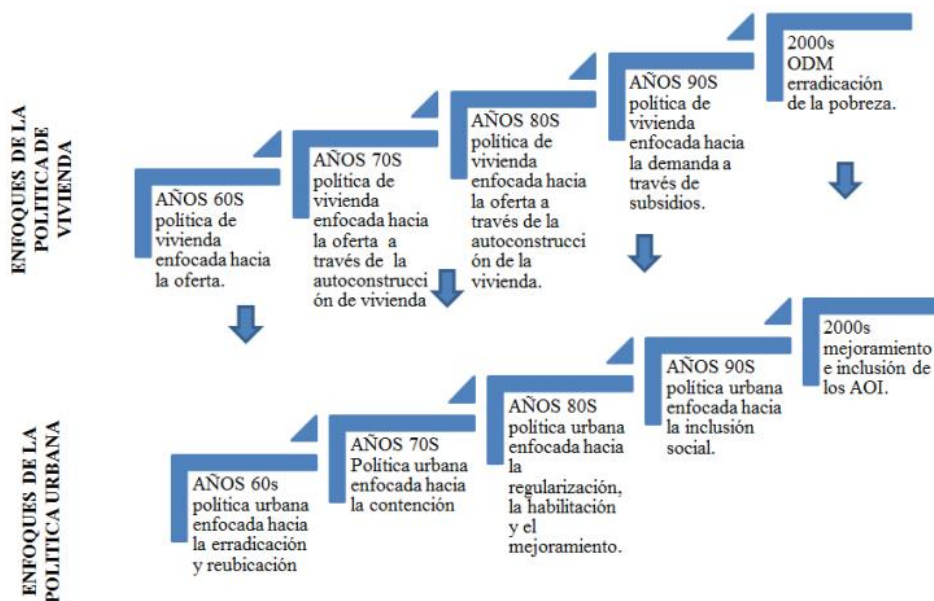 ENFOQUES DE LA
POLITICA DE
VIVIENDA
AÑOS 60S
política de
vivienda
enfocada hacia
la oferta.
AÑOS 70S
política de
vivienda
enfocada hacia
la oferta a
través de la
autoconstrucci
ón de vivienda
AÑOS 80S
política de
vivienda
enfocada hacia
la oferta a
través de la
autoconstrucci
ón de la
vivienda.
AÑOS 90S
política de
vivienda
enfocada hacia
la demanda a
través de
subsidios.
2000s
ODM
erradicación
de la pobreza.
ENFOQUES DE LA
POLITICA URBANA
AÑOS 60s
política urbana
enfocada hacia
la erradicación
y reubicación
AÑOS 70S
Política urbana
enfocada hacia
la contención
AÑOS 80S
política urbana
enfocada hacia
la
regularización,
la habilitación
y el
mejoramiento.
AÑOS 90S
política urbana
enfocada hacia
la inclusión
social.
2000s
mejoramiento
e inclusión de
los AOI.